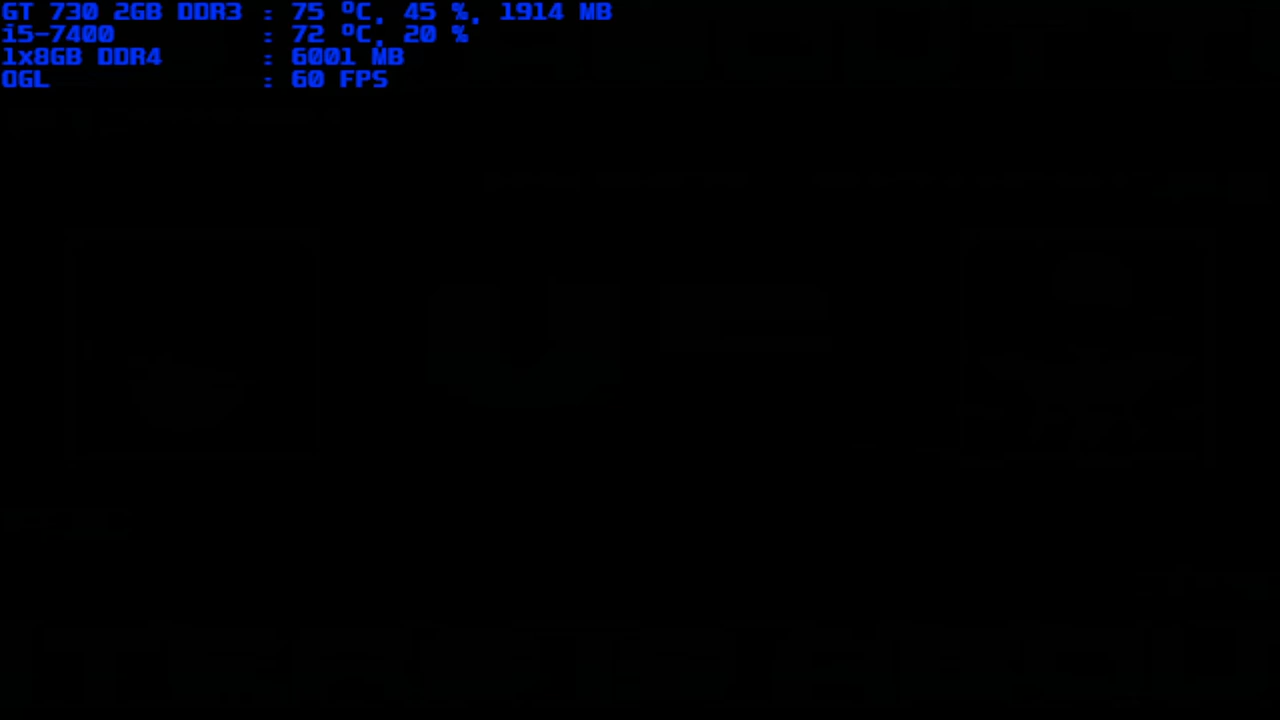 GT 730 2GB DDR3 : 75 ºC, 45 %, 1914 MB
i5-7400 : 72 ºC, 20 %
1x8GB DDR4 : 6001 MB
OGL : 60 FPS